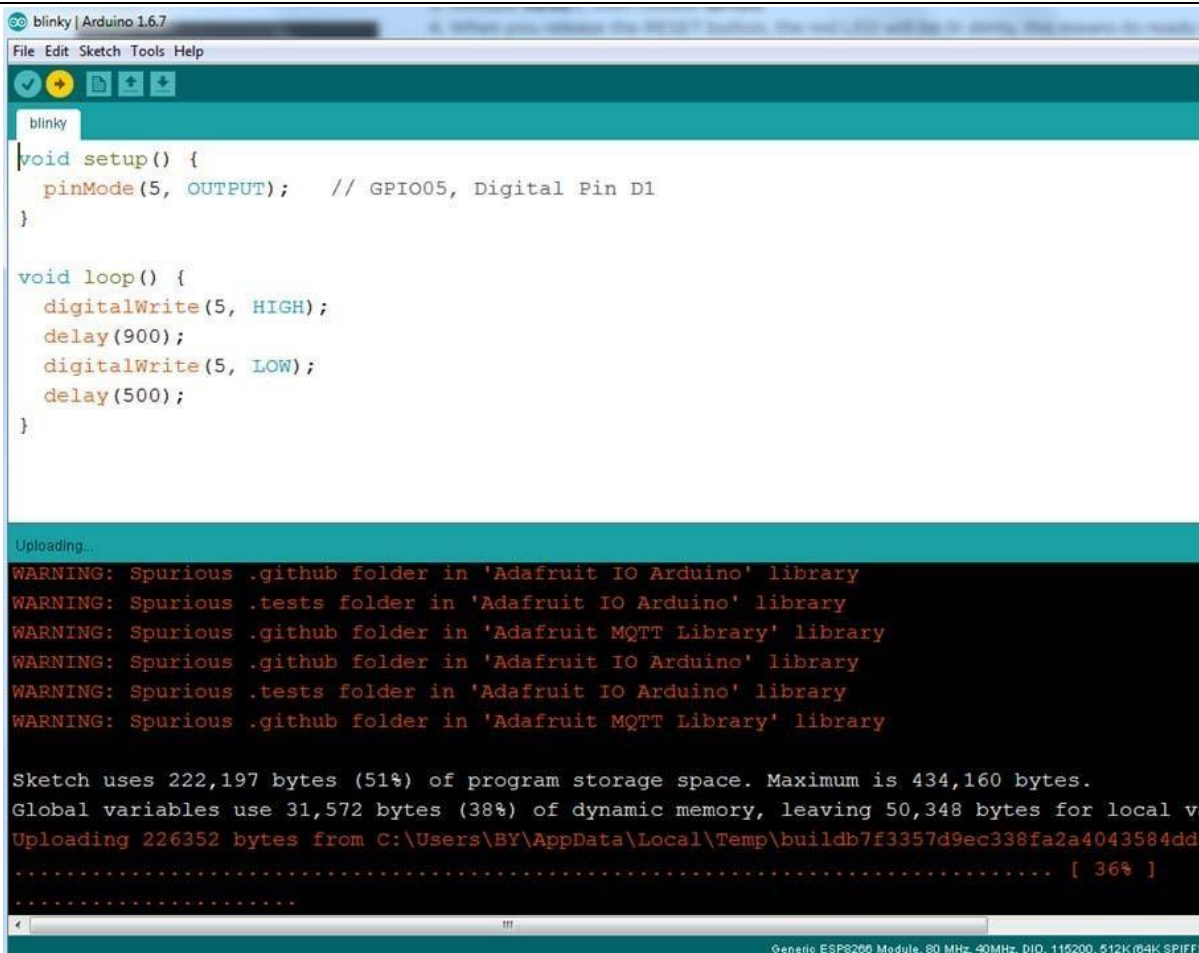 blinky | Arduino 1.6.7
File Edit Sketch Tools Help
blinky
void setup() {
  pinMode(5, OUTPUT);   // GPIO05, Digital Pin D1
}
void loop() {
  digitalWrite(5, HIGH);
  delay(900);
  digitalWrite(5, LOW);
  delay(500);
}
Uploading...
WARNING: Spurious .github folder in 'Adafruit IO Arduino' library
WARNING: Spurious .tests folder in 'Adafruit IO Arduino' library
WARNING: Spurious .github folder in 'Adafruit MQTT Library' library
WARNING: Spurious .github folder in 'Adafruit IO Arduino' library
WARNING: Spurious .tests folder in 'Adafruit IO Arduino' library
WARNING: Spurious .github folder in 'Adafruit MQTT Library' library
Sketch uses 222,197 bytes (51%) of program storage space. Maximum is 434,160 bytes.
Global variables use 31,572 bytes (38%) of dynamic memory, leaving 50,348 bytes for local v
Uploading 226352 bytes from C:\Users\BY\AppData\Local\Temp\buildb7f3357d9ec338fa2a4043584dd
................................................................................ [ 36% ]
......................
Generic ESP8266 Module, 80 MHz, 40MHz, DIO, 115200, 512K (64K SPIFF